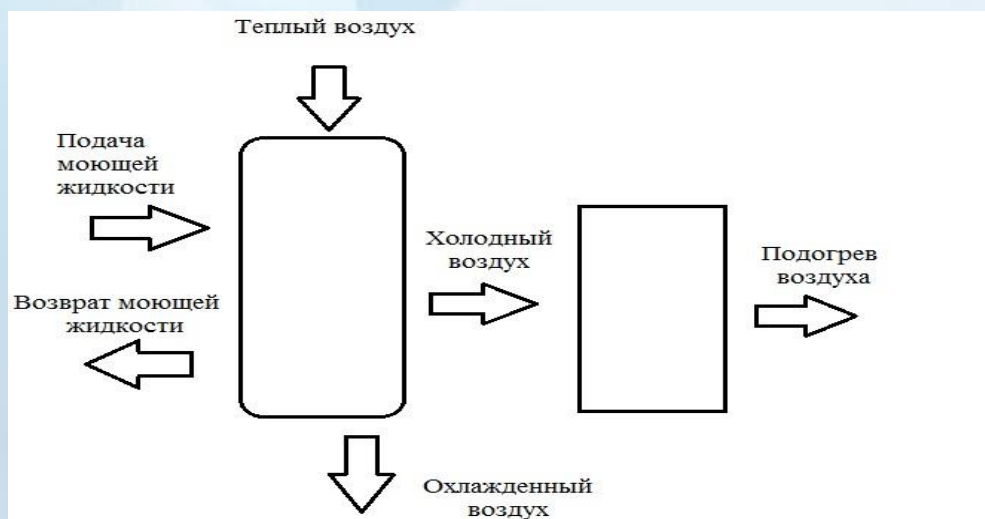 Теплый воздух
Подача
моющей
жидкости
Холодный
воздух
Подогрев
воздуха
Возврат моющей
жидкости
Охлажденный
воздух